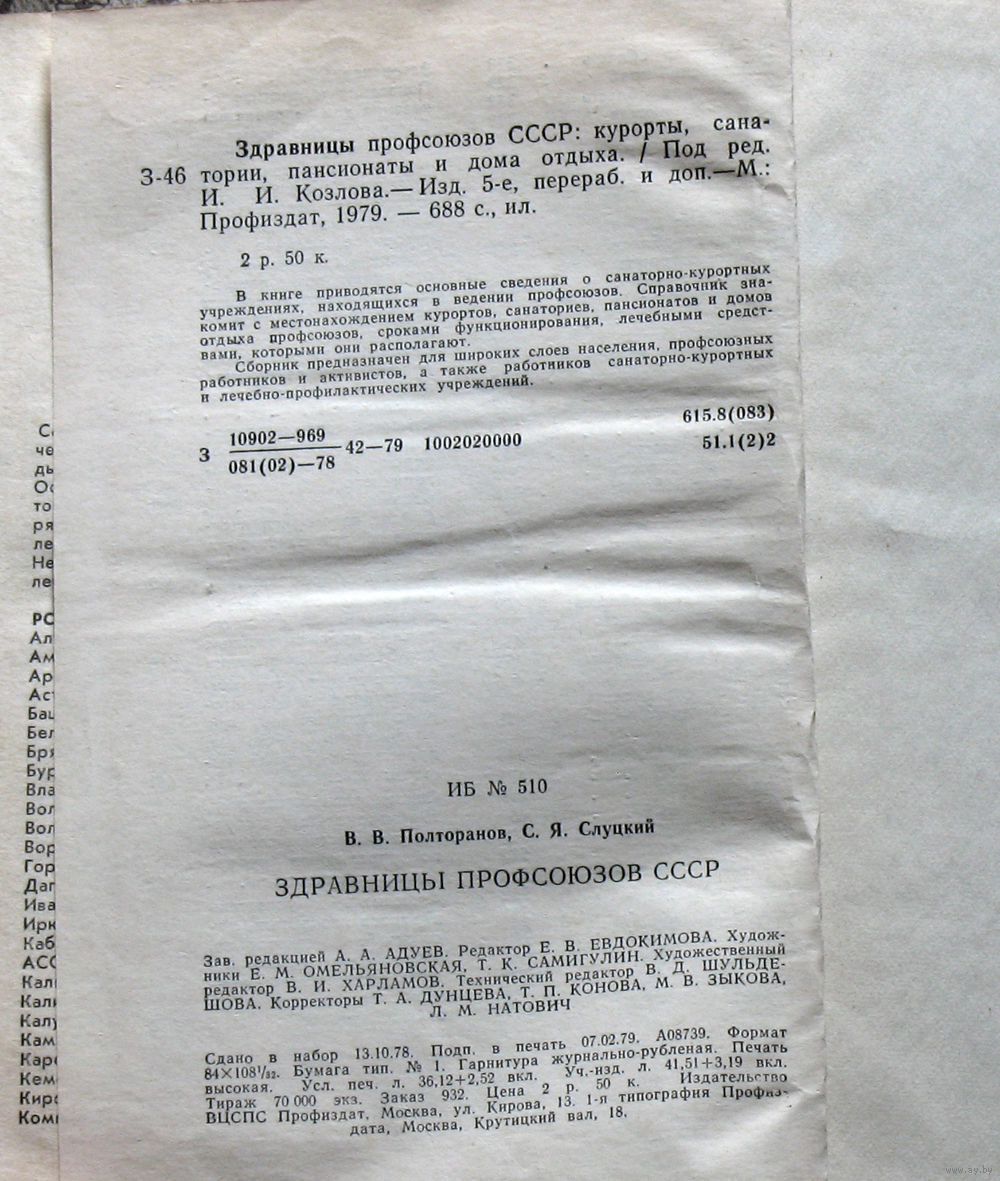 Здравницы профсоюзов СССР: курорты, сана-
З-46 тории, пансионаты и дома отдыха. / Под ред.
И. И. Козлова.— Изд. 5-е, перераб. и доп.—М.:
Профиздат, 1979. — 688 с., ил.
2 р. 50 к.
В книге приводятся основные сведения о санаторно-курортных
учреждениях, находящихся в ведении профсоюзов. Справочник зна-
комит с местонахождением курортов, санаториев, пансионатов и домов
отдыха профсоюзов, сроками функционирования, лечебными средст-
вами, которыми они располагают.
Сборник предназначен для широких слоев населения, профсоюзных
работников и активистов, а также работников санаторно-курортных
и лечебно-профилактических учреждений.
З 10902—969 / 081(02)—78 42—79 1002020000
615.8(083)
51.1(2)2
ИБ № 510
В. В. Полторанов, С. Я. Слуцкий
ЗДРАВНИЦЫ ПРОФСОЮЗОВ СССР
Зав. редакцией А. А. АДУЕВ. Редактор Е. В. ЕВДОКИМОВА. Худож-
ники Е. М. ОМЕЛЬЯНОВСКАЯ, Т. К. САМИГУЛИН. Художественный
редактор В. И. ХАРЛАМОВ. Технический редактор В. Д. ШУЛЬДЕ-
ШОВА. Корректоры Т. А. ДУНЦЕВА, Т. П. КОНОВА, М. В. ЗЫКОВА,
Л. М. НАТОВИЧ
Сдано в набор 13.10.78. Подп. в печать 07.02.79. А08739. Формат
84×108¹/₃₂. Бумага тип. № 1. Гарнитура журнально-рубленая. Печать
высокая. Усл. печ. л. 36,12+2,52 вкл. Уч.-изд. л. 41,51+3,19 вкл.
Тираж 70 000 экз. Заказ 932. Цена 2 р. 50 к. Издательство
ВЦСПС Профиздат, Москва, ул. Кирова, 13. 1-я типография Профиз-
дата, Москва, Крутицкий вал, 18.
www.ay.by